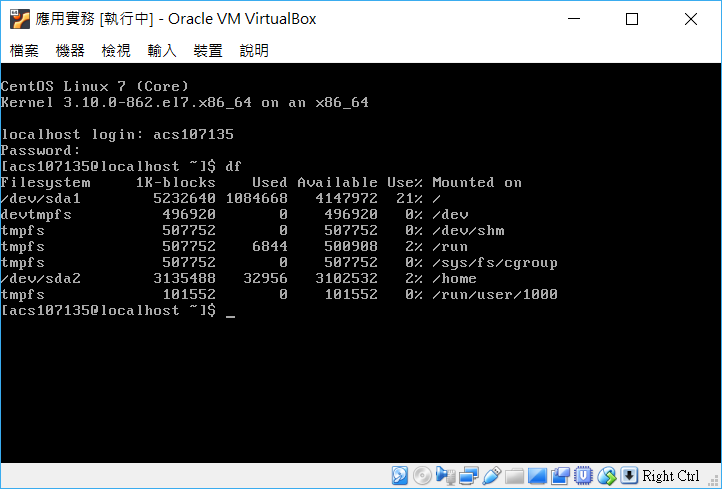 應用實務 [執行中] - Oracle VM VirtualBox
檔案 機器 檢視 輸入 裝置 說明
CentOS Linux 7 (Core)
Kernel 3.10.0-862.el7.x86_64 on an x86_64
localhost login: acs107135
Password:
[acs107135@localhost ~]$ df
Filesystem     1K-blocks    Used Available Use% Mounted on
/dev/sda1        5232640 1084668   4147972  21% /
devtmpfs          496920       0    496920   0% /dev
tmpfs             507752       0    507752   0% /dev/shm
tmpfs             507752    6844    500908   2% /run
tmpfs             507752       0    507752   0% /sys/fs/cgroup
/dev/sda2        3135488   32956   3102532   2% /home
tmpfs             101552       0    101552   0% /run/user/1000
[acs107135@localhost ~]$ _
Right Ctrl